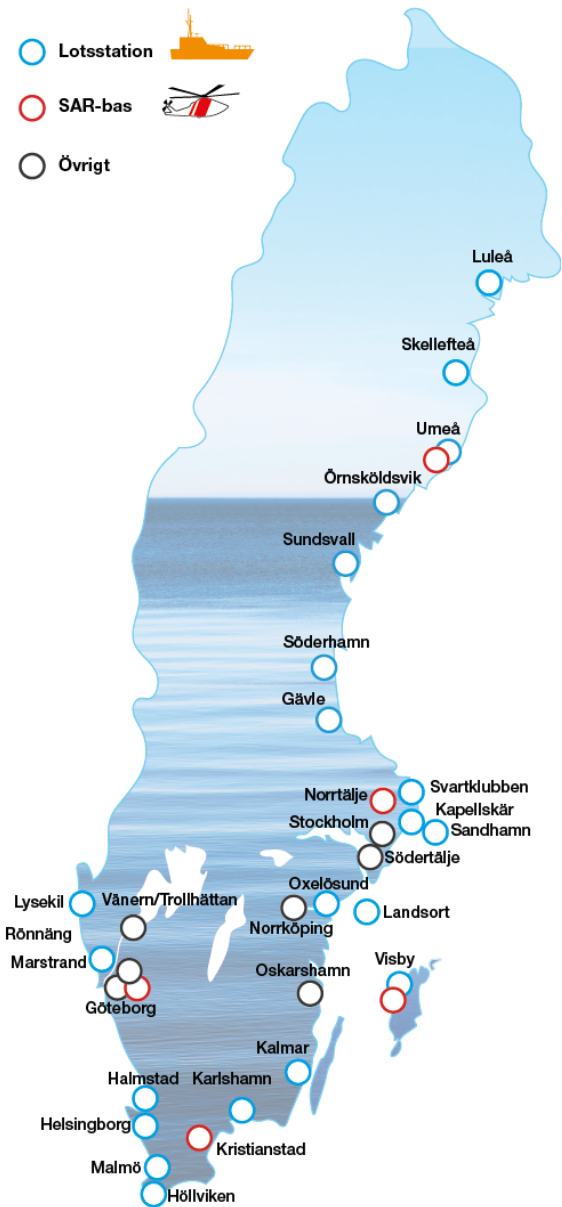 Lotsstation
SAR-bas
Övrigt
Luleå
Skellefteå
Umeå
Örnsköldsvik
Sundsvall
Söderhamn
Gävle
Svartklubben
Norrtälje
Kapellskär
Stockholm
Sandhamn
Södertälje
Oxelösund
Lysekil
Vänern/Trollhättan
Landsort
Norrköping
Rönnäng
Marstrand
Visby
Oskarshamn
Göteborg
Kalmar
Halmstad
Karlshamn
Helsingborg
Kristianstad
Malmö
Höllviken